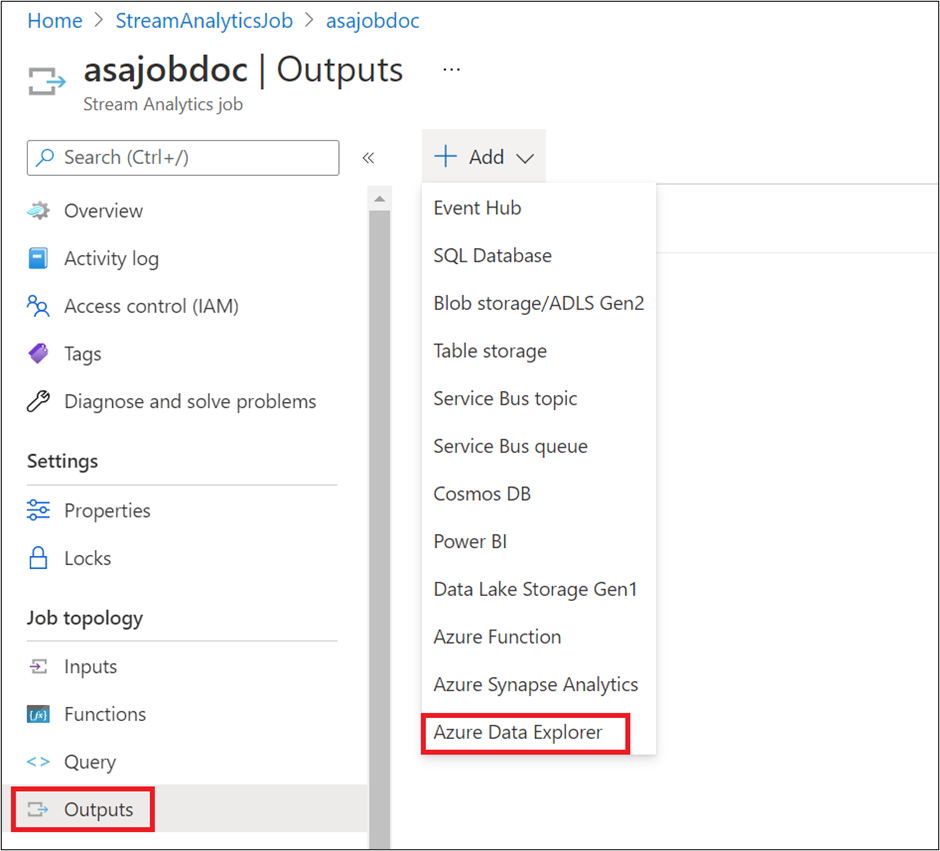 Home > StreamAnalyticsJob > asajobdoc
asajobdoc | Outputs ...
Stream Analytics job
Search (Ctrl+/)
«
Overview
Activity log
Access control (IAM)
Tags
Diagnose and solve problems
Settings
Properties
Locks
Job topology
Inputs
Functions
Query
Outputs
+ Add
Event Hub
SQL Database
Blob storage/ADLS Gen2
Table storage
Service Bus topic
Service Bus queue
Cosmos DB
Power BI
Data Lake Storage Gen1
Azure Function
Azure Synapse Analytics
Azure Data Explorer